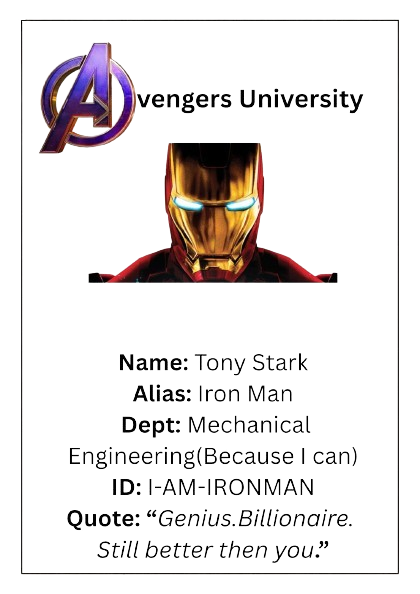 Avengers University
Name: Tony Stark
Alias: Iron Man
Dept: Mechanical
Engineering(Because I can)
ID: I-AM-IRONMAN
Quote: “Genius.Billionaire.
Still better then you.”